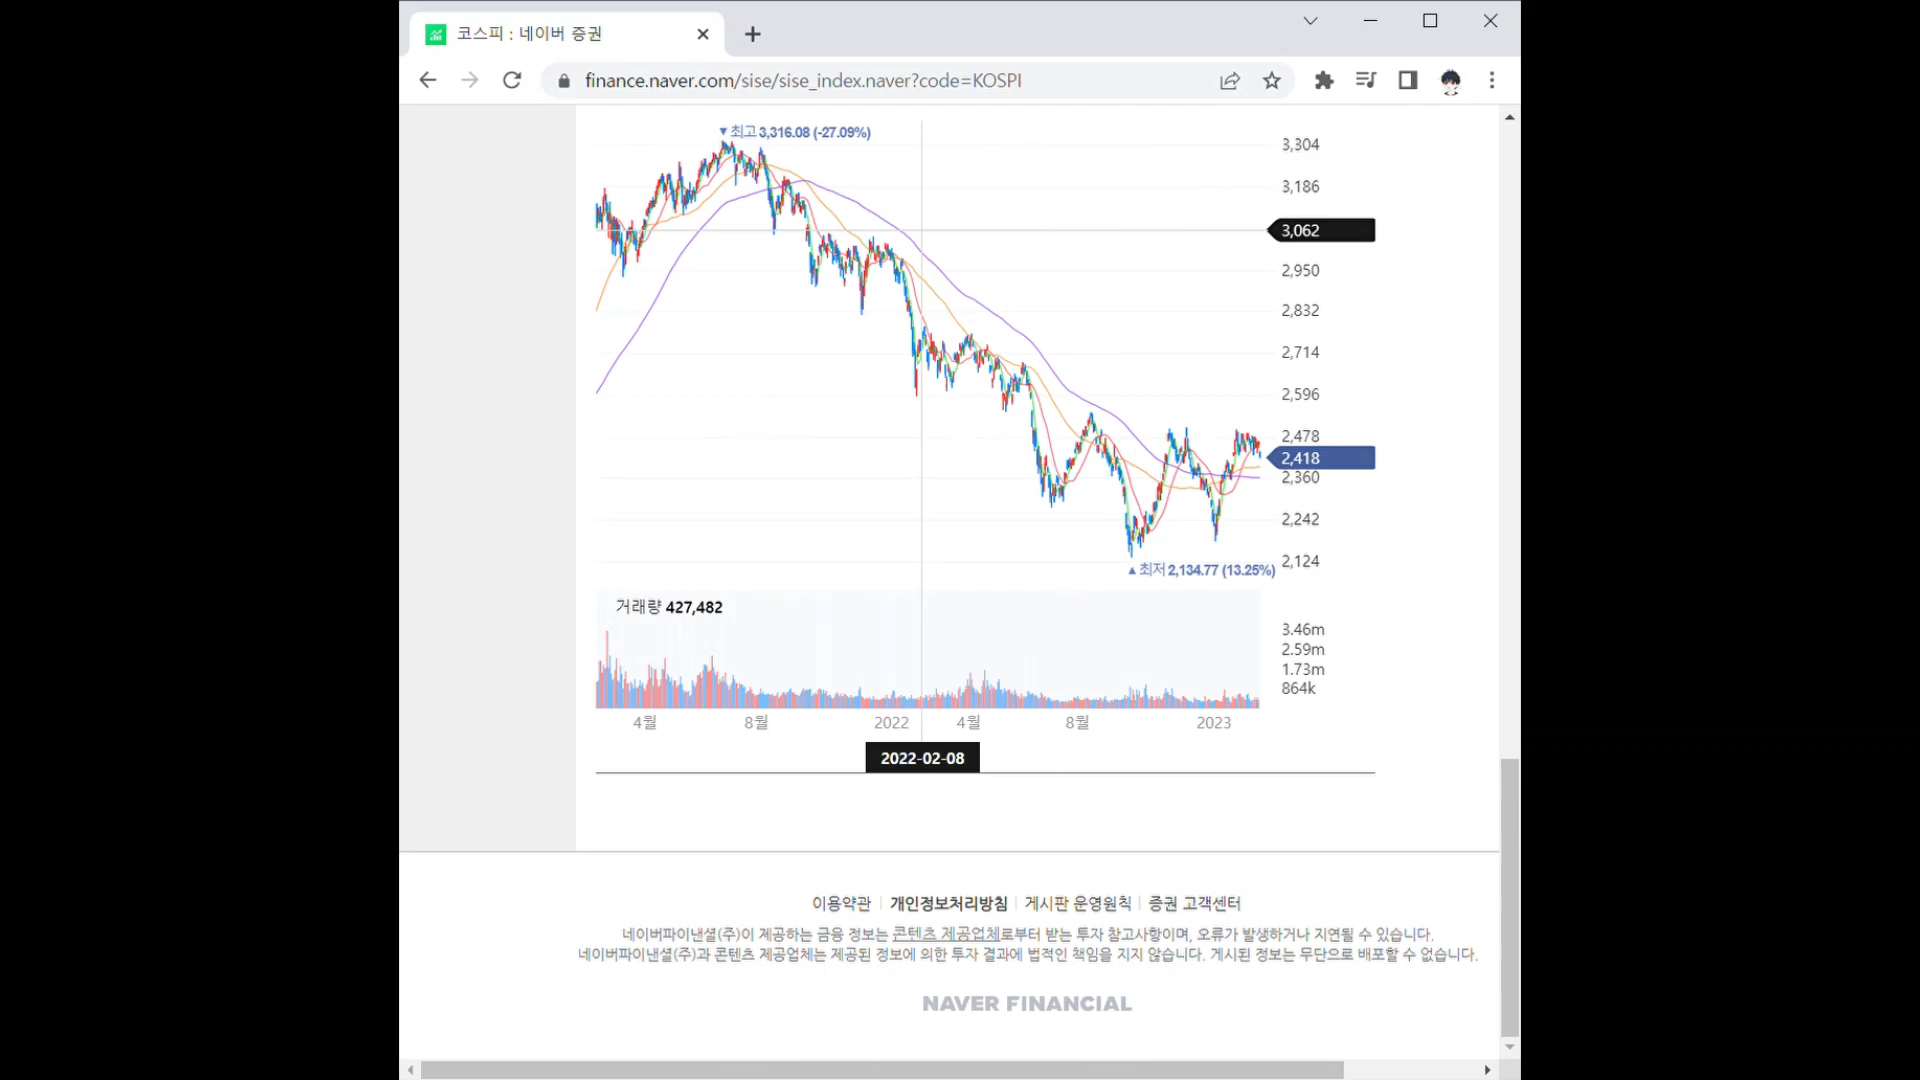 코스피 : 네이버 증권
finance.naver.com/sise/sise_index.naver?code=KOSPI
▼최고 3,316.08 (-27.09%)
3,304
3,186
3,062
2,950
2,832
2,714
2,596
2,478
2,418
2,360
2,242
2,124
▲최저 2,134.77 (13.25%)
거래량 427,482
3.46m
2.59m
1.73m
864k
4월 8월 2022 4월 8월 2023
2022-02-08
이용약관 개인정보처리방침 게시판 운영원칙 증권 고객센터
네이버파이낸셜(주)이 제공하는 금융 정보는 콘텐츠 제공업체로부터 받는 투자 참고사항이며, 오류가 발생하거나 지연될 수 있습니다.
네이버파이낸셜(주)과 콘텐츠 제공업체는 제공된 정보에 의한 투자 결과에 법적인 책임을 지지 않습니다. 게시된 정보는 무단으로 배포할 수 없습니다.
NAVER FINANCIAL